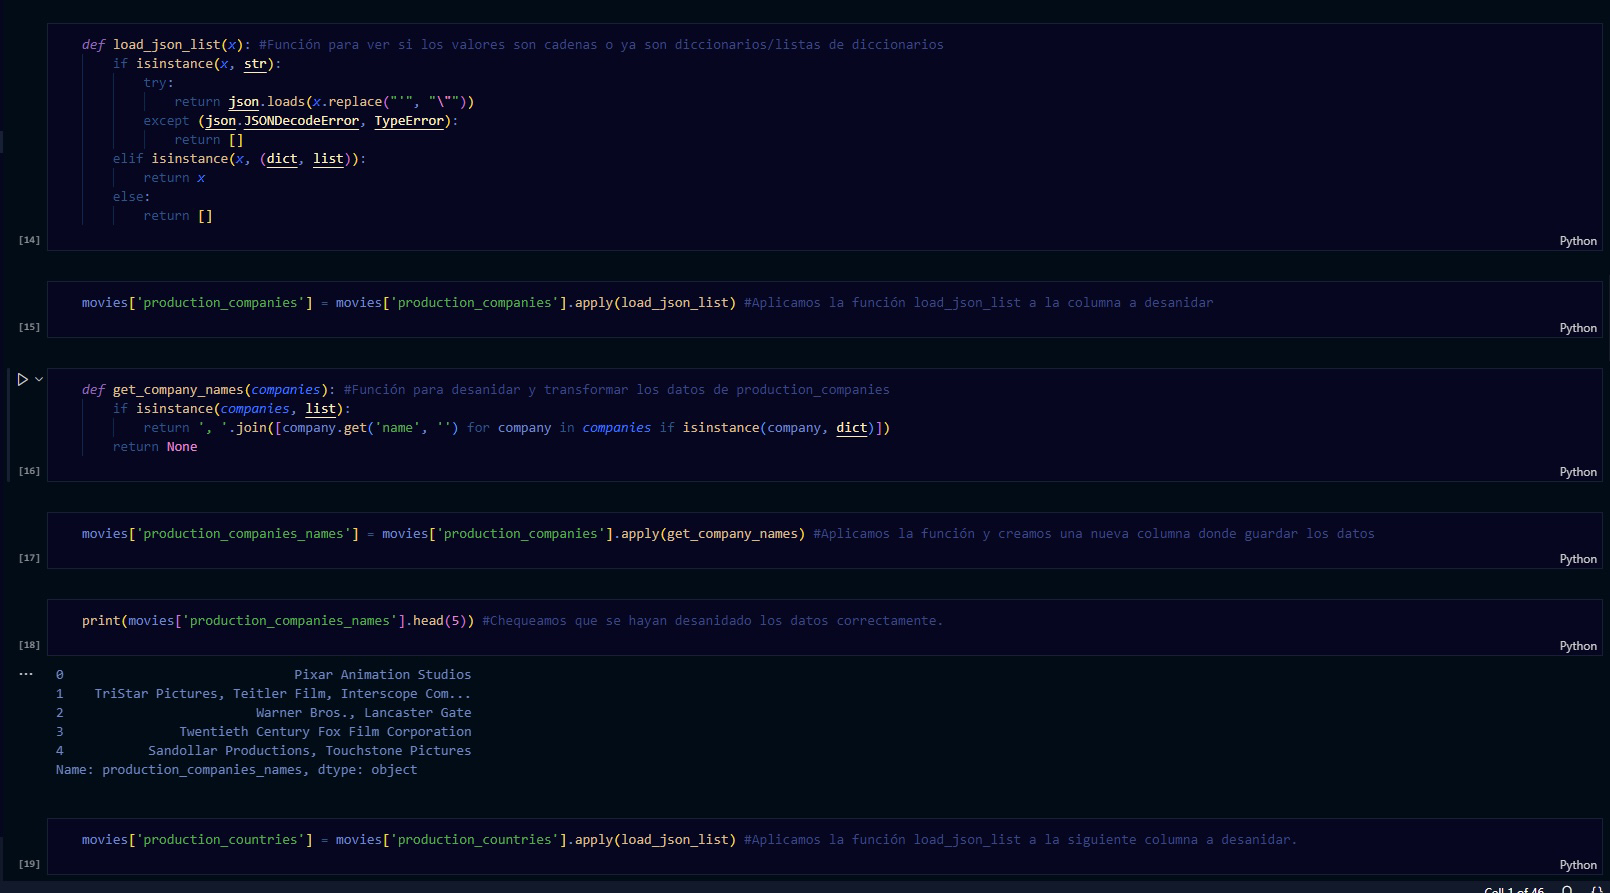 def load_json_list(x): #Función para ver si los valores son cadenas o ya son diccionarios/listas de diccionarios
    if isinstance(x, str):
        try:
            return json.loads(x.replace("'", "\""))
        except (json.JSONDecodeError, TypeError):
            return []
    elif isinstance(x, (dict, list)):
        return x
    else:
        return []
[14]
Python
movies['production_companies'] = movies['production_companies'].apply(load_json_list) #Aplicamos la función load_json_list a la columna a desanidar
[15]
Python
def get_company_names(companies): #Función para desanidar y transformar los datos de production_companies
    if isinstance(companies, list):
        return ', '.join([company.get('name', '') for company in companies if isinstance(company, dict)])
    return None
[16]
Python
movies['production_companies_names'] = movies['production_companies'].apply(get_company_names) #Aplicamos la función y creamos una nueva columna donde guardar los datos
[17]
Python
print(movies['production_companies_names'].head(5)) #Chequeamos que se hayan desanidado los datos correctamente.
[18]
Python
...
0                              Pixar Animation Studios
1    TriStar Pictures, Teitler Film, Interscope Com...
2                         Warner Bros., Lancaster Gate
3               Twentieth Century Fox Film Corporation
4           Sandollar Productions, Touchstone Pictures
Name: production_companies_names, dtype: object
movies['production_countries'] = movies['production_countries'].apply(load_json_list) #Aplicamos la función load_json_list a la siguiente columna a desanidar.
[19]
Python
Cell 1 of 46